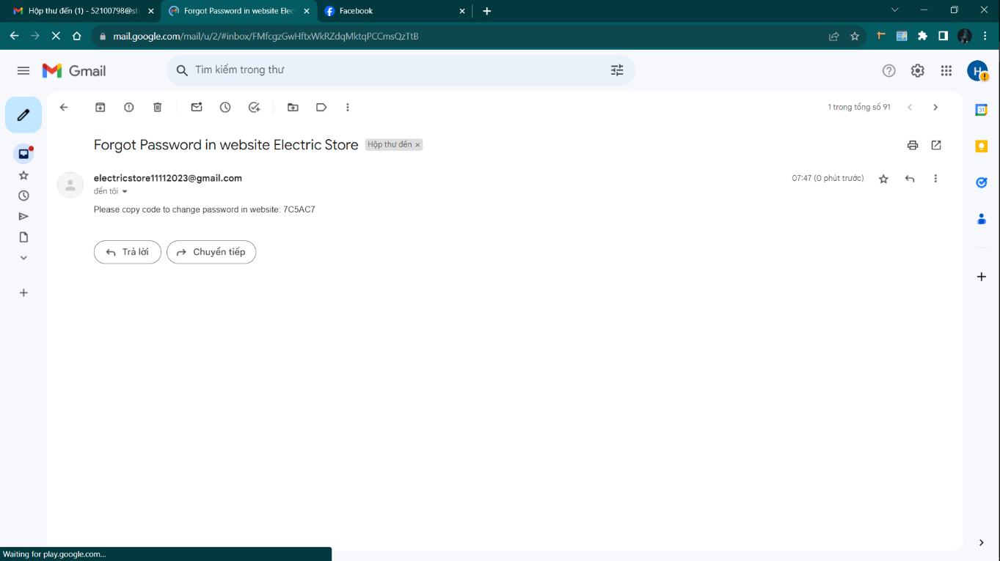 Hộp thư đến (1) - 52100798@st
Forgot Password in website Elec
Facebook
mail.google.com/mail/u/2/#inbox/FMfcgzGwHftxWkRZdqMktqPCCmsQzTtB
Gmail
Tìm kiếm trong thư
H
1 trong tổng số 91
31
Forgot Password in website Electric Store
Hộp thư đến ×
electricstore11112023@gmail.com
07:47 (0 phút trước)
đến tôi
Please copy code to change password in website: 7C5AC7
Trả lời
Chuyển tiếp
Waiting for play.google.com...